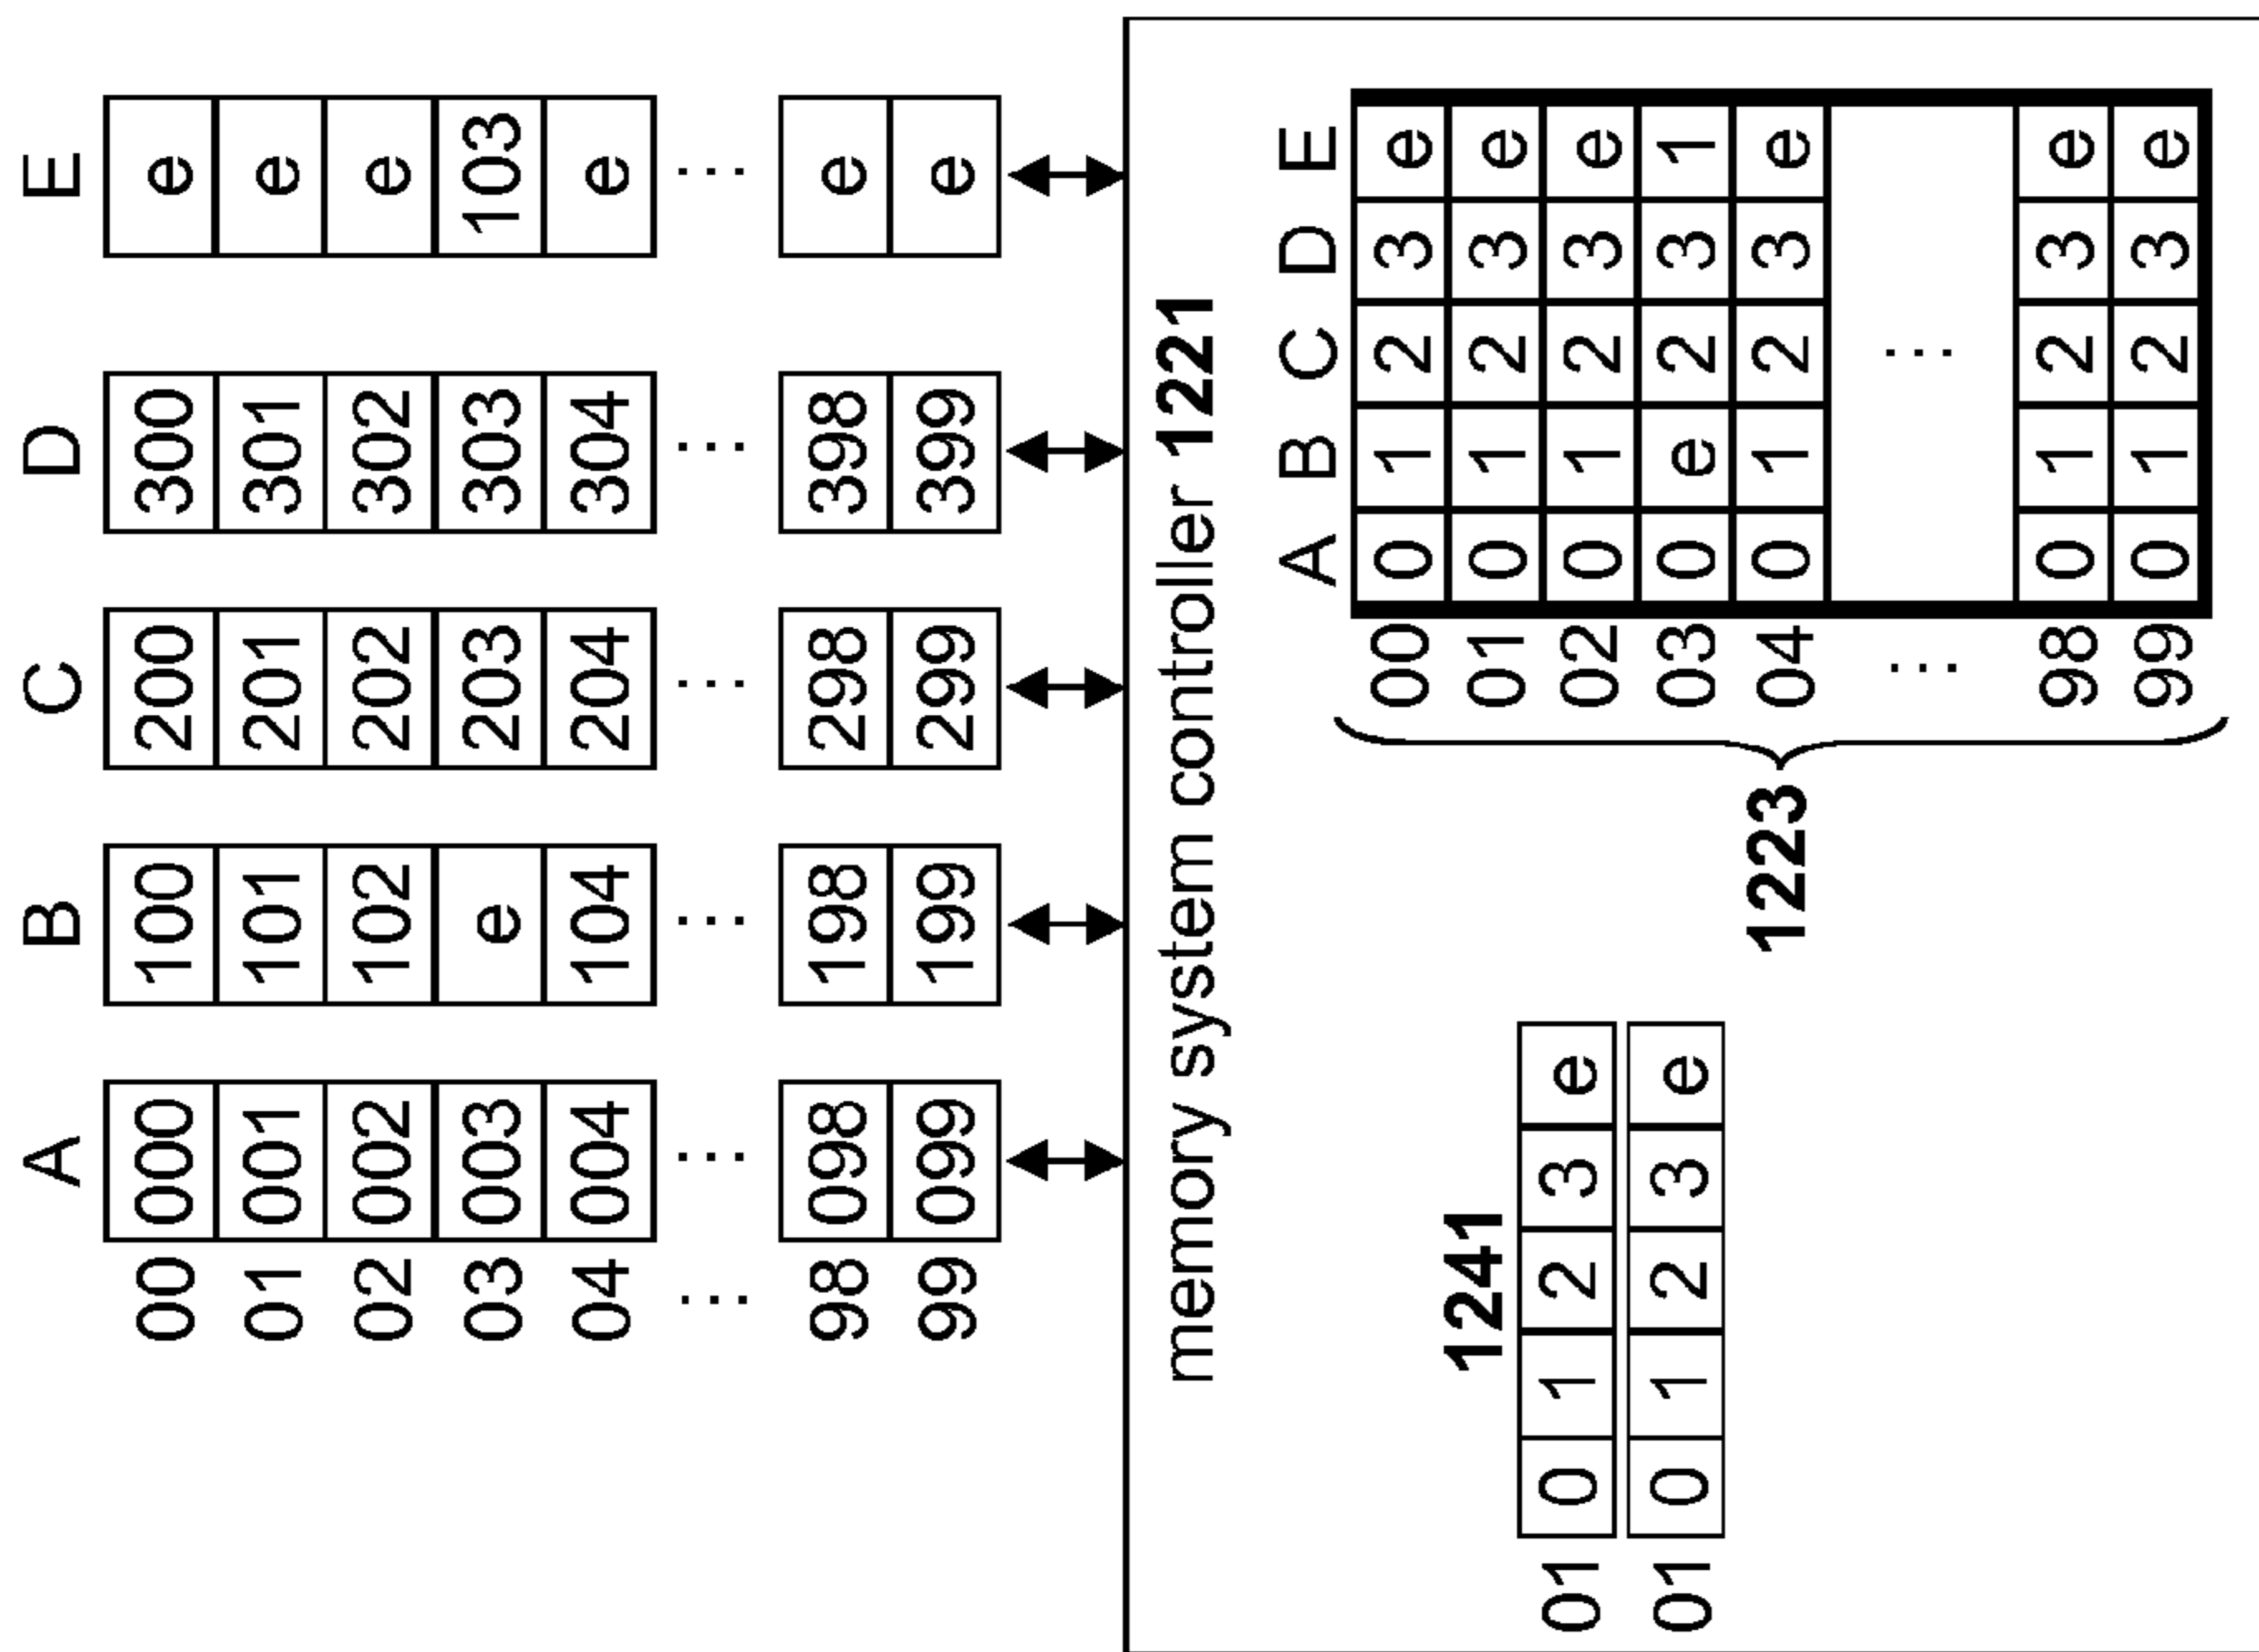 A B C D E
00 000 100 200 300 e
01 001 101 201 301 e
02 002 102 202 302 e
03 003 e 203 303 103
04 004 104 204 304 e
... ... ... ... ... ...
98 098 198 298 398 e
99 099 199 299 399 e
memory system controller 1221
1241
01 0 1 2 3 e
01 0 1 2 3 e
1223
A B C D E
00 0 1 2 3 e
01 0 1 2 3 e
02 0 1 2 3 e
03 0 e 2 3 1
04 0 1 2 3 e
... ...
98 0 1 2 3 e
99 0 1 2 3 e